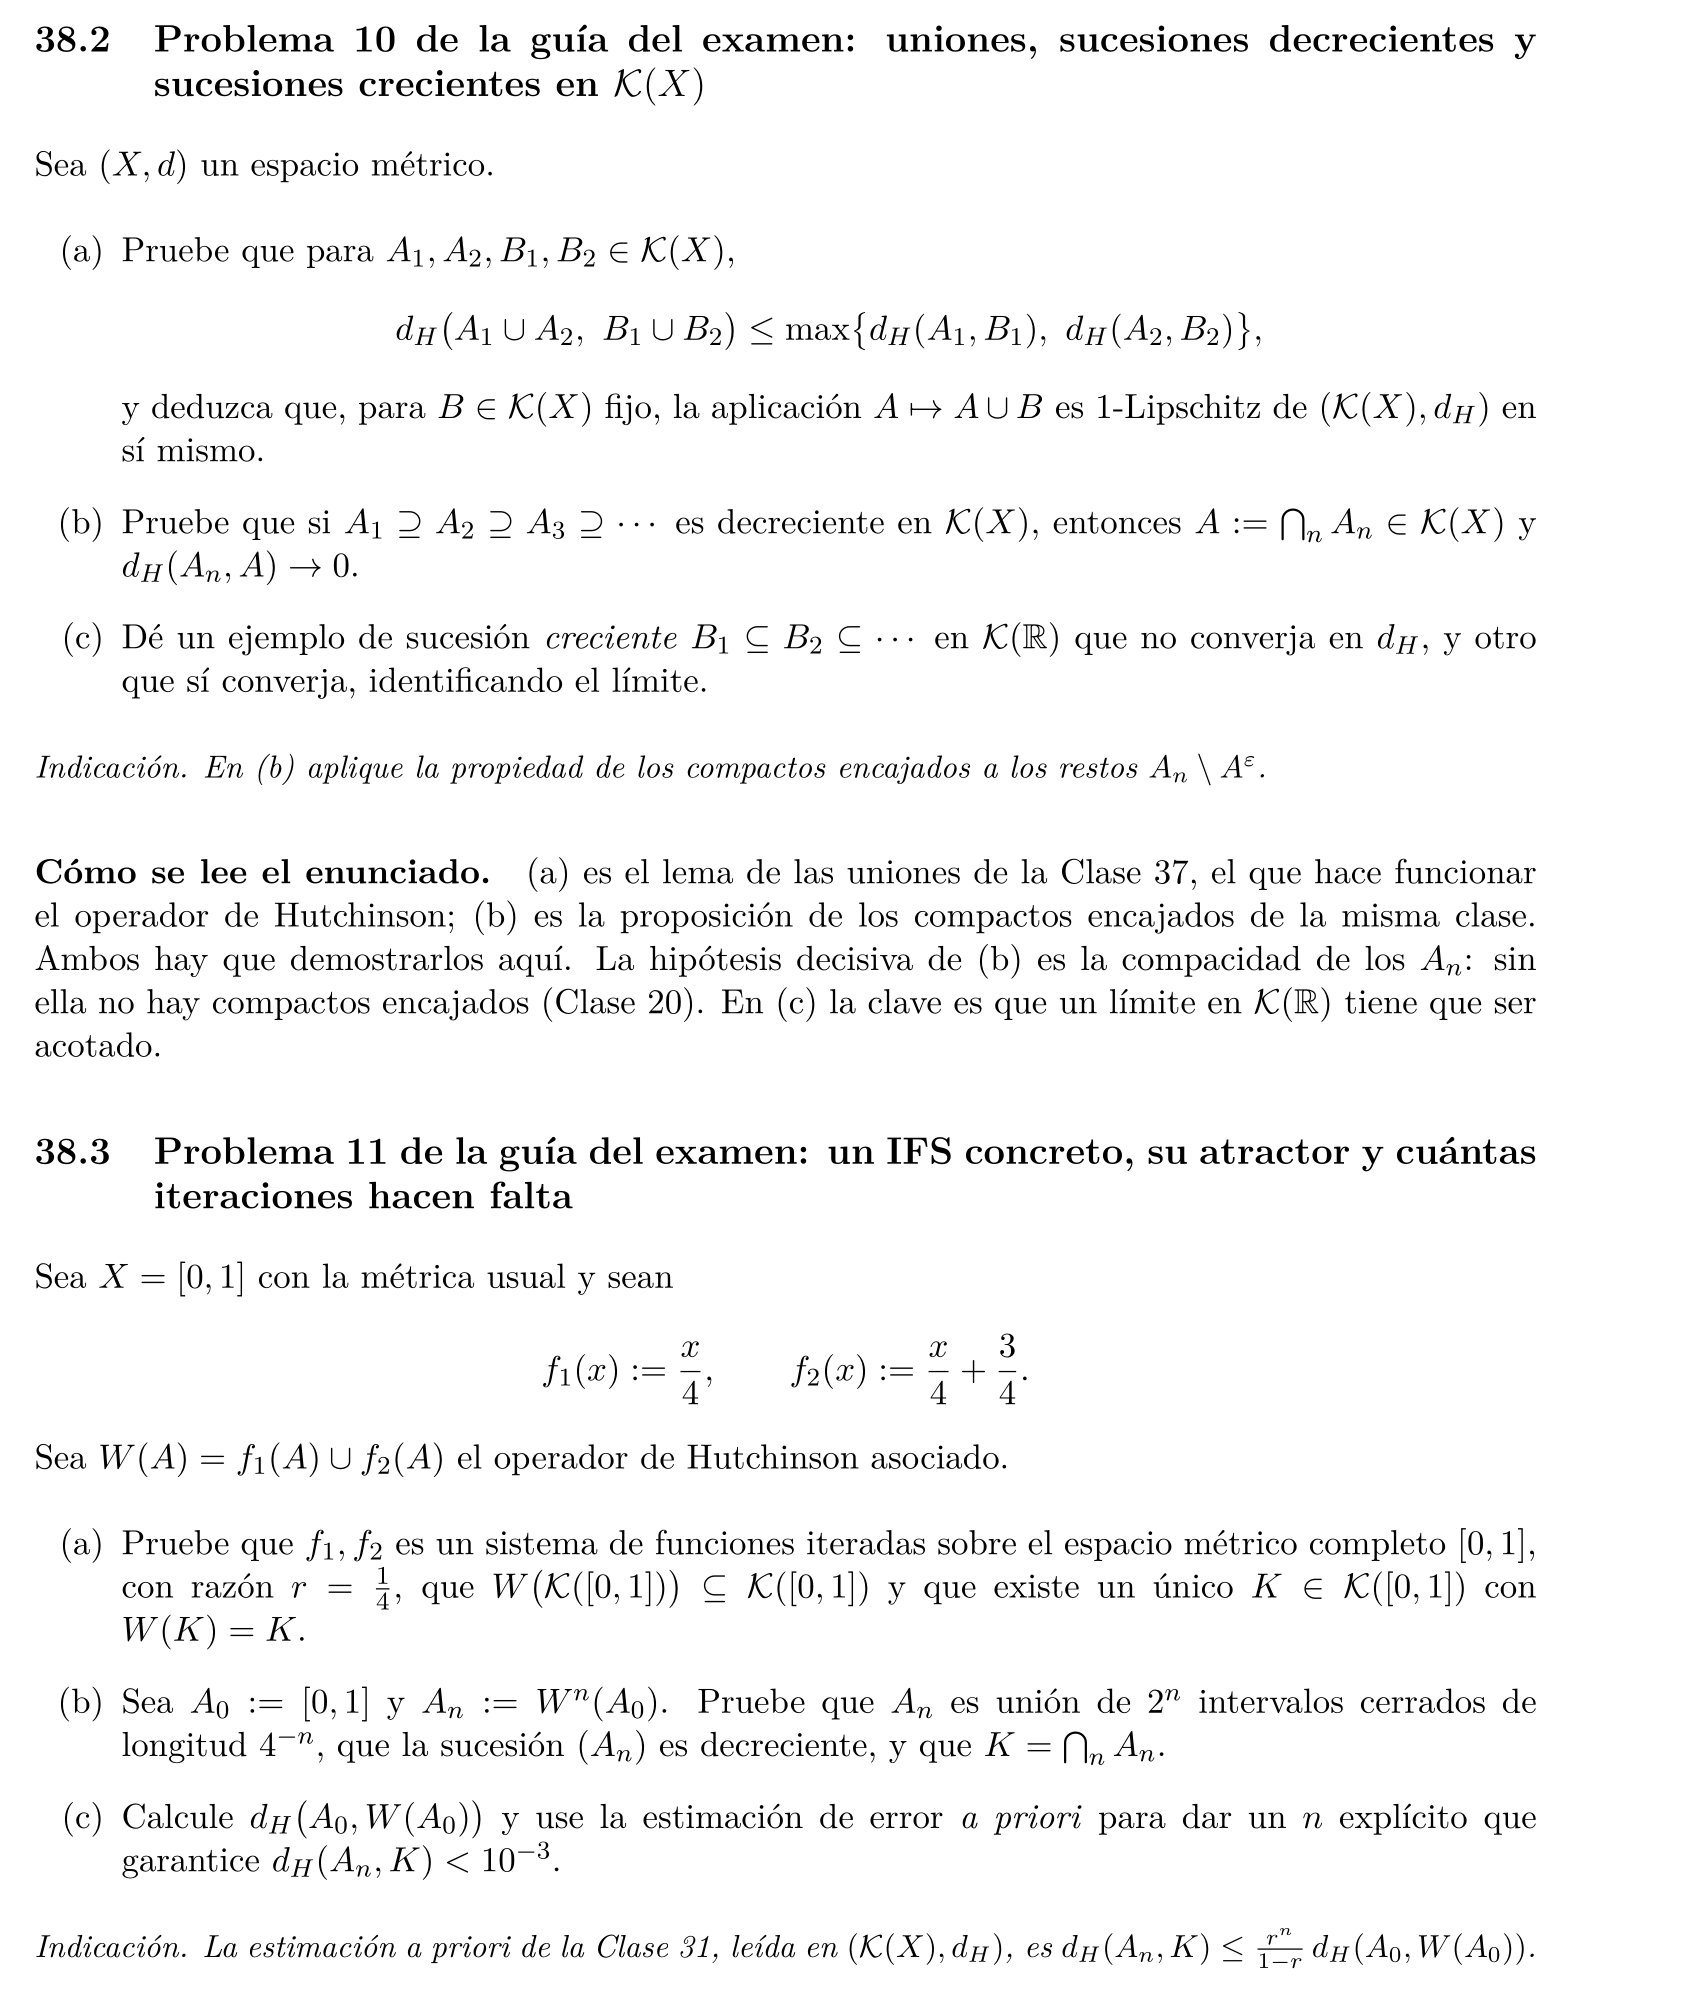 38.2 Problema 10 de la guía del examen: uniones, sucesiones decrecientes y
sucesiones crecientes en 𝒦(X)
Sea (X, d) un espacio métrico.
(a) Pruebe que para A₁, A₂, B₁, B₂ ∈ 𝒦(X),
d_H(A₁ ∪ A₂, B₁ ∪ B₂) ≤ max{d_H(A₁, B₁), d_H(A₂, B₂)},
y deduzca que, para B ∈ 𝒦(X) fijo, la aplicación A ↦ A ∪ B es 1-Lipschitz de (𝒦(X), d_H) en
sí mismo.
(b) Pruebe que si A₁ ⊇ A₂ ⊇ A₃ ⊇ ⋯ es decreciente en 𝒦(X), entonces A := ⋂ₙ Aₙ ∈ 𝒦(X) y
d_H(Aₙ, A) → 0.
(c) Dé un ejemplo de sucesión creciente B₁ ⊆ B₂ ⊆ ⋯ en 𝒦(ℝ) que no converja en d_H, y otro
que sí converja, identificando el límite.
Indicación. En (b) aplique la propiedad de los compactos encajados a los restos Aₙ \ A^ε.
Cómo se lee el enunciado. (a) es el lema de las uniones de la Clase 37, el que hace funcionar
el operador de Hutchinson; (b) es la proposición de los compactos encajados de la misma clase.
Ambos hay que demostrarlos aquí. La hipótesis decisiva de (b) es la compacidad de los Aₙ: sin
ella no hay compactos encajados (Clase 20). En (c) la clave es que un límite en 𝒦(ℝ) tiene que ser
acotado.
38.3 Problema 11 de la guía del examen: un IFS concreto, su atractor y cuántas
iteraciones hacen falta
Sea X = [0, 1] con la métrica usual y sean
f₁(x) := x/4, f₂(x) := x/4 + 3/4.
Sea W(A) = f₁(A) ∪ f₂(A) el operador de Hutchinson asociado.
(a) Pruebe que f₁, f₂ es un sistema de funciones iteradas sobre el espacio métrico completo [0, 1],
con razón r = 1/4, que W(𝒦([0, 1])) ⊆ 𝒦([0, 1]) y que existe un único K ∈ 𝒦([0, 1]) con
W(K) = K.
(b) Sea A₀ := [0, 1] y Aₙ := Wⁿ(A₀). Pruebe que Aₙ es unión de 2ⁿ intervalos cerrados de
longitud 4⁻ⁿ, que la sucesión (Aₙ) es decreciente, y que K = ⋂ₙ Aₙ.
(c) Calcule d_H(A₀, W(A₀)) y use la estimación de error a priori para dar un n explícito que
garantice d_H(Aₙ, K) < 10⁻³.
Indicación. La estimación a priori de la Clase 31, leída en (𝒦(X), d_H), es d_H(Aₙ, K) ≤ rⁿ/(1−r) d_H(A₀, W(A₀)).